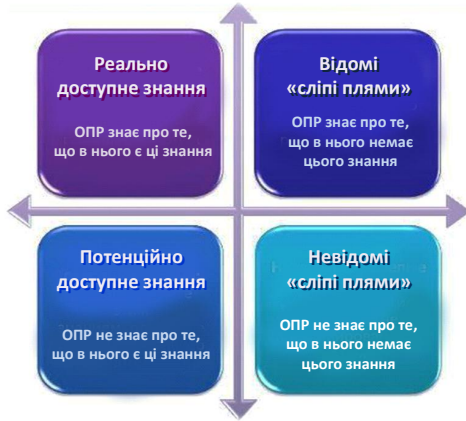 Реально
доступне знання
ОПР знає про те,
що в нього є ці знання
Відомі
«сліпі плями»
ОПР знає про те,
що в нього немає
цього знання
Потенційно
доступне знання
ОПР не знає про те,
що в нього є ці знання
Невідомі
«сліпі плями»
ОПР не знає про те,
що в нього немає
цього знання